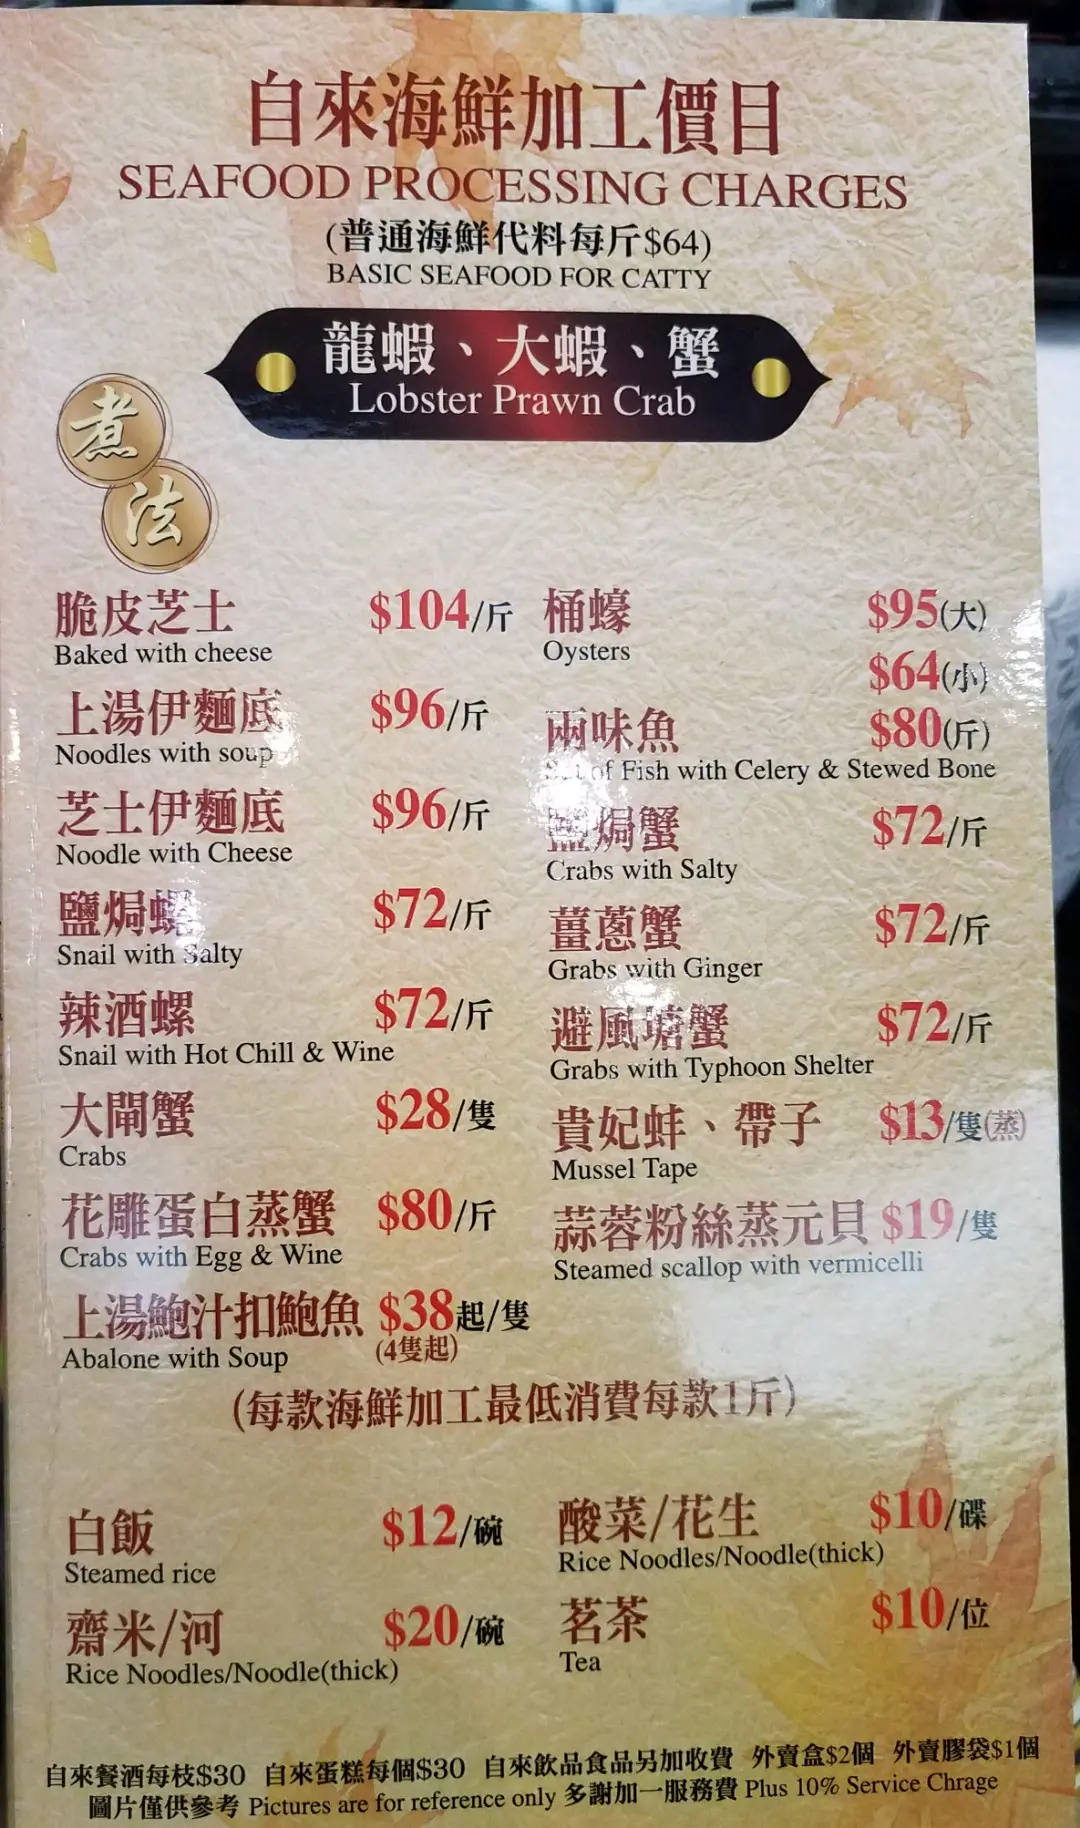 自來海鮮加工價目
SEAFOOD PROCESSING CHARGES
(普通海鮮代料每斤$64)
BASIC SEAFOOD FOR CATTY
龍蝦、大蝦、蟹
Lobster Prawn Crab
煮法
脆皮芝士 $104/斤
Baked with cheese
上湯伊麵底 $96/斤
Noodles with soup
芝士伊麵底 $96/斤
Noodle with Cheese
鹽焗螺 $72/斤
Snail with Salty
辣酒螺 $72/斤
Snail with Hot Chill & Wine
大閘蟹 $28/隻
Crabs
花雕蛋白蒸蟹 $80/斤
Crabs with Egg & Wine
上湯鮑汁扣鮑魚 $38起/隻
(4隻起)
Abalone with Soup
桶蠔 $95(大)
Oysters
$64(小)
兩味魚 $80(斤)
of Fish with Celery & Stewed Bone
鹽焗蟹 $72/斤
Crabs with Salty
薑蔥蟹 $72/斤
Grabs with Ginger
避風塘蟹 $72/斤
Grabs with Typhoon Shelter
貴妃蚌、帶子 $13/隻(蒸)
Mussel Tape
蒜蓉粉絲蒸元貝 $19/隻
Steamed scallop with vermicelli
(每款海鮮加工最低消費每款1斤)
白飯 $12/碗
Steamed rice
齋米/河 $20/碗
Rice Noodles/Noodle(thick)
酸菜/花生 $10/碟
Rice Noodles/Noodle(thick)
茗茶 $10/位
Tea
自來餐酒每枝$30 自來蛋糕每個$30 自來飲品食品另加收費 外賣盒$2個 外賣膠袋$1個
圖片僅供參考 Pictures are for reference only 多謝加一服務費 Plus 10% Service Chrage